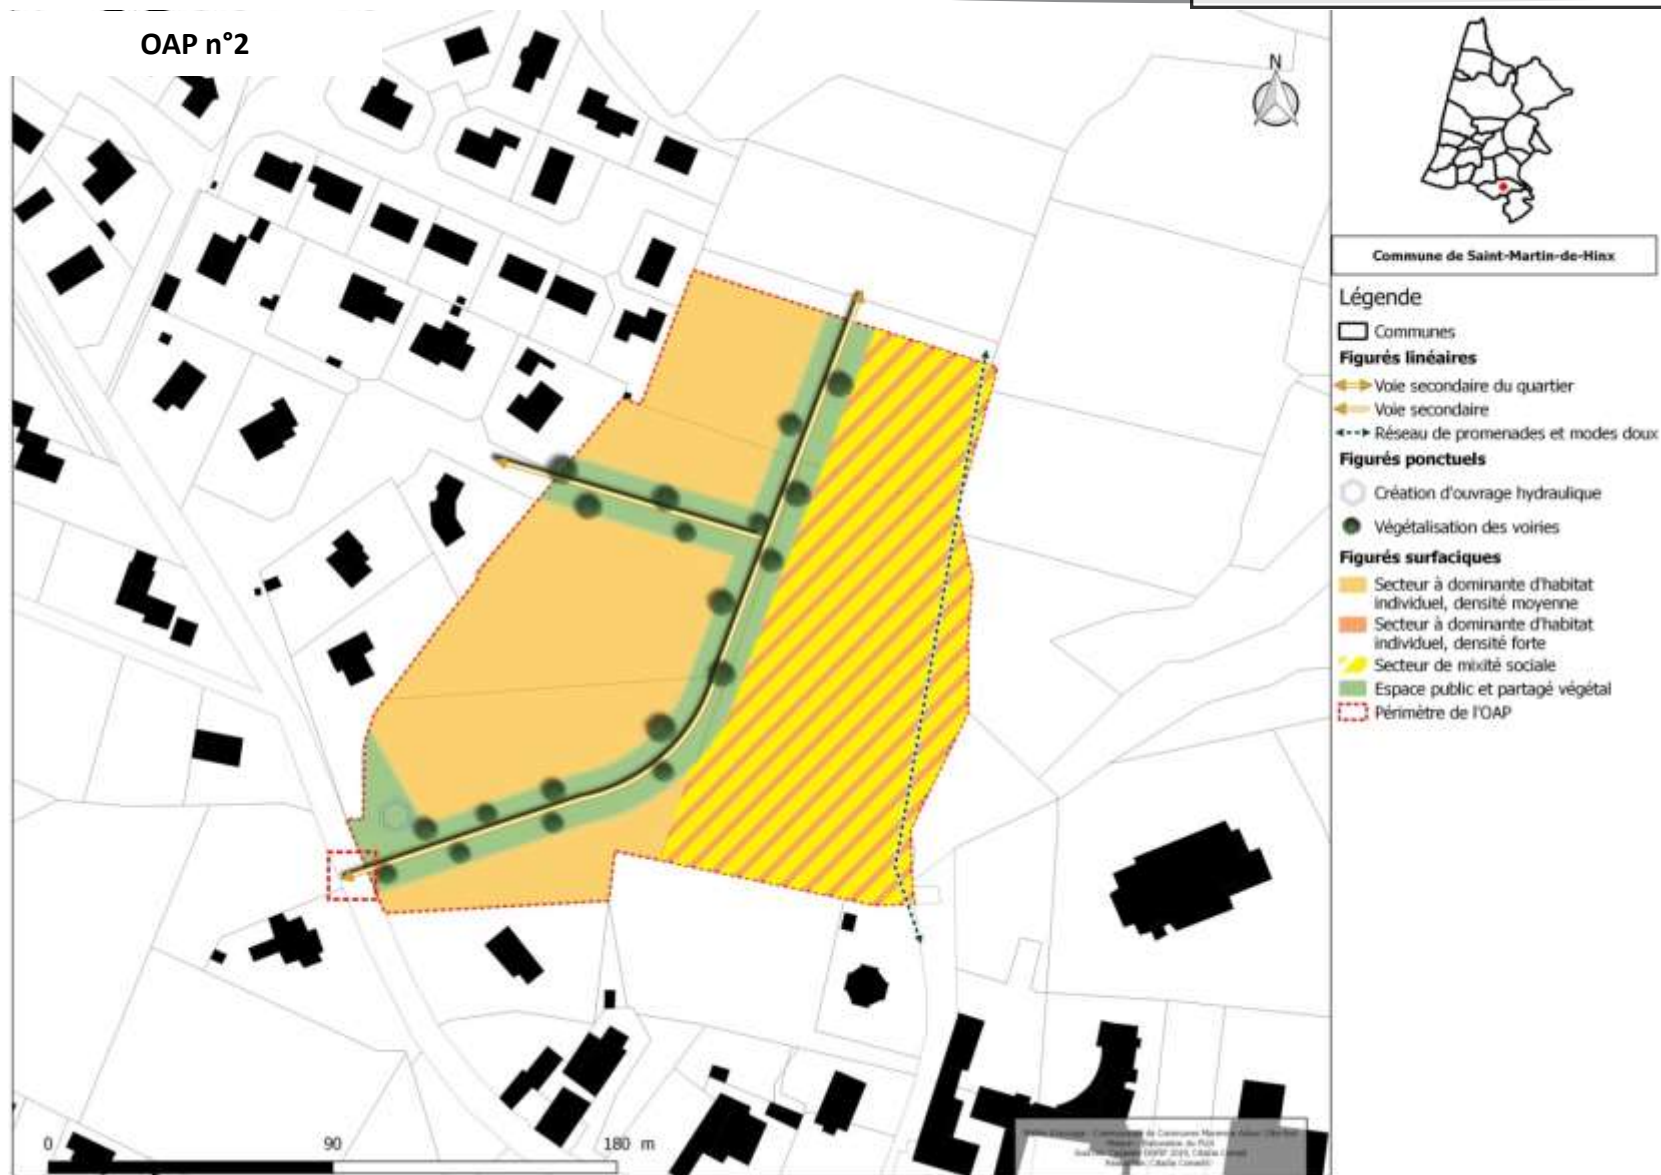 OAP n°2
N
Commune de Saint-Martin-de-Hinx
Légende
Communes
Figurés linéaires
Voie secondaire du quartier
Voie secondaire
Réseau de promenades et modes doux
Figurés ponctuels
Création d'ouvrage hydraulique
Végétalisation des voiries
Figurés surfaciques
Secteur à dominante d'habitat
individuel, densité moyenne
Secteur à dominante d'habitat
individuel, densité forte
Secteur de mixité sociale
Espace public et partagé végétal
Périmètre de l'OAP
0 90 180 m